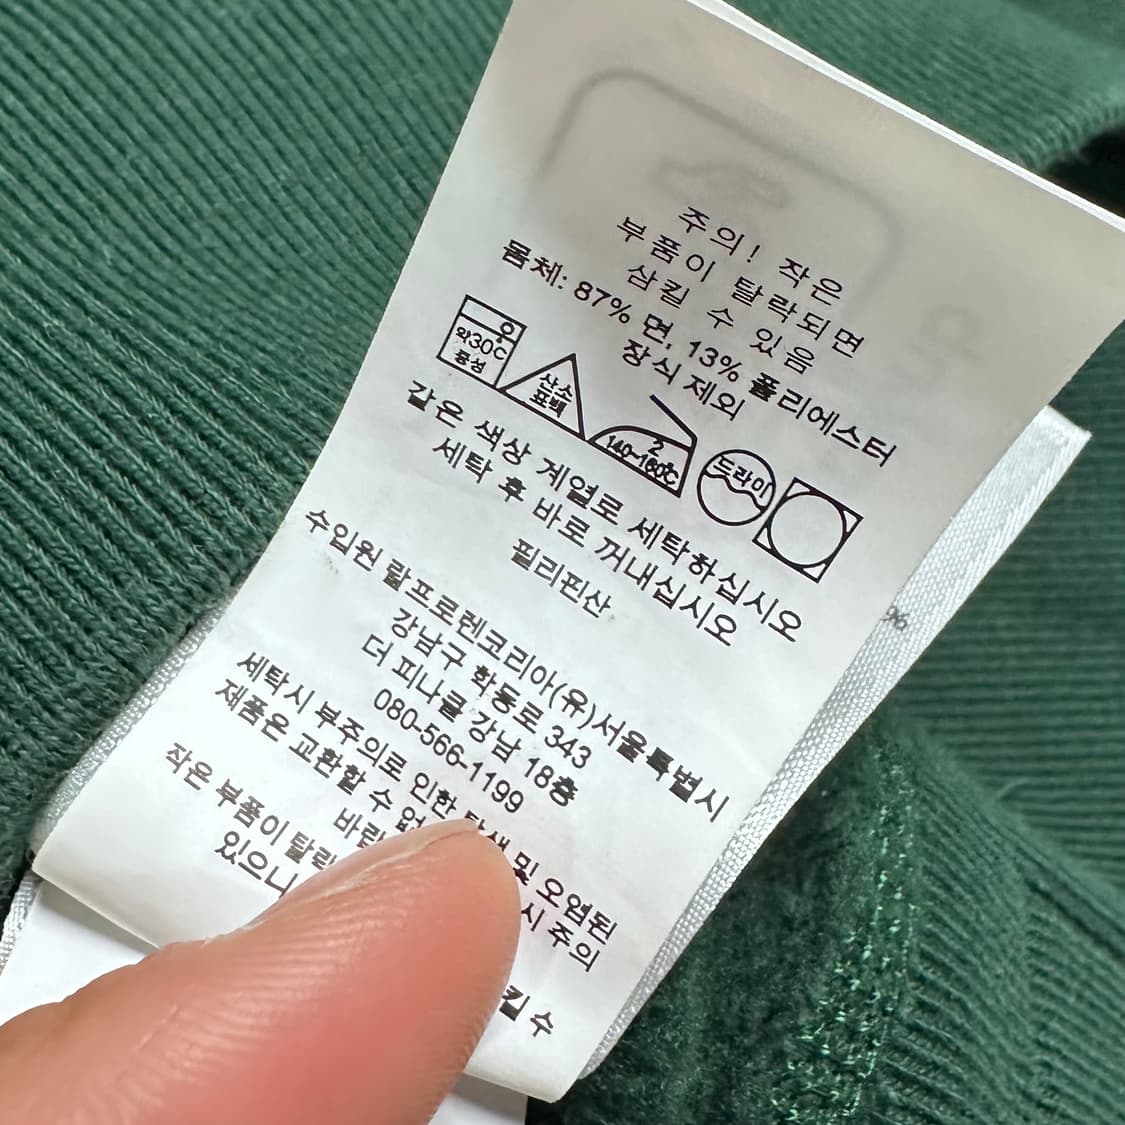 주의! 작은
부품이 탈락되면
삼킬 수 있음
몸체: 87% 면, 13% 폴리에스터
장식 제외
약30℃
중성
산소
표백
2
140~160℃
드라이
같은 색상 계열로 세탁하십시오
세탁 후 바로 꺼내십시오
필리핀산
수입원 랄프로렌코리아(유)서울특별시
강남구 학동로 343
더 피나클 강남 18층
080-566-1199
세탁시 부주의로 인한 및 오염된
제품은 교환할 수 시 주의
작은 부품이 킬 수
있으니
%